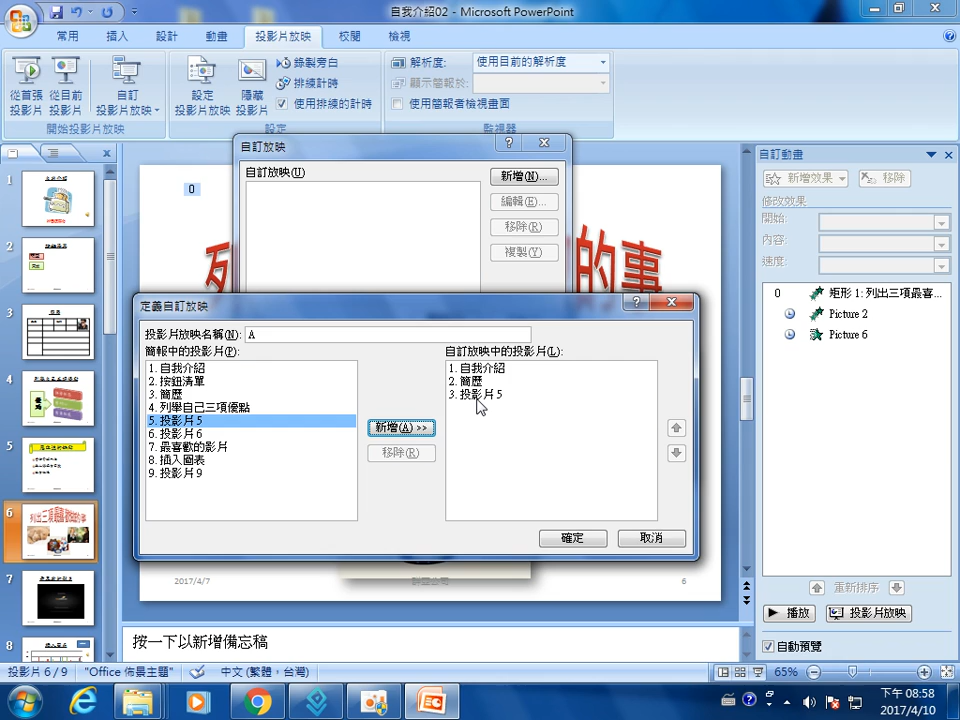 自我介紹02 - Microsoft PowerPoint
常用 插入 設計 動畫 投影片放映 校閱 檢視
從首張投影片
從目前投影片
自訂投影片放映
開始投影片放映
設定投影片放映
隱藏投影片
錄製旁白
排練計時
使用排練的計時
設定
解析度: 使用目前的解析度
顯示簡報於:
使用簡報者檢視畫面
監視器
自訂放映
自訂放映(U)
新增(N)...
編輯(E)...
移除(R)
複製(Y)
定義自訂放映
投影片放映名稱(N): A
簡報中的投影片(P):
1. 自我介紹
2. 按鈕清單
3. 簡歷
4. 列舉自己三項優點
5. 投影片 5
6. 投影片 6
7. 最喜歡的影片
8. 插入圖表
9. 投影片 9
新增(A) >>
移除(R)
自訂放映中的投影片(L):
1. 自我介紹
2. 簡歷
3. 投影片 5
確定 取消
0
列
的事
2017/4/7
6
1
2
3
4
5
6
7
8
按一下以新增備忘稿
自訂動畫
新增效果 移除
修改效果
開始:
內容:
速度:
0 矩形 1: 列出三項最喜...
Picture 2
Picture 6
重新排序
播放 投影片放映
自動預覽
投影片 6 / 9 "Office 佈景主題" 中文 (繁體，台灣) 65%
下午 08:58
2017/4/10